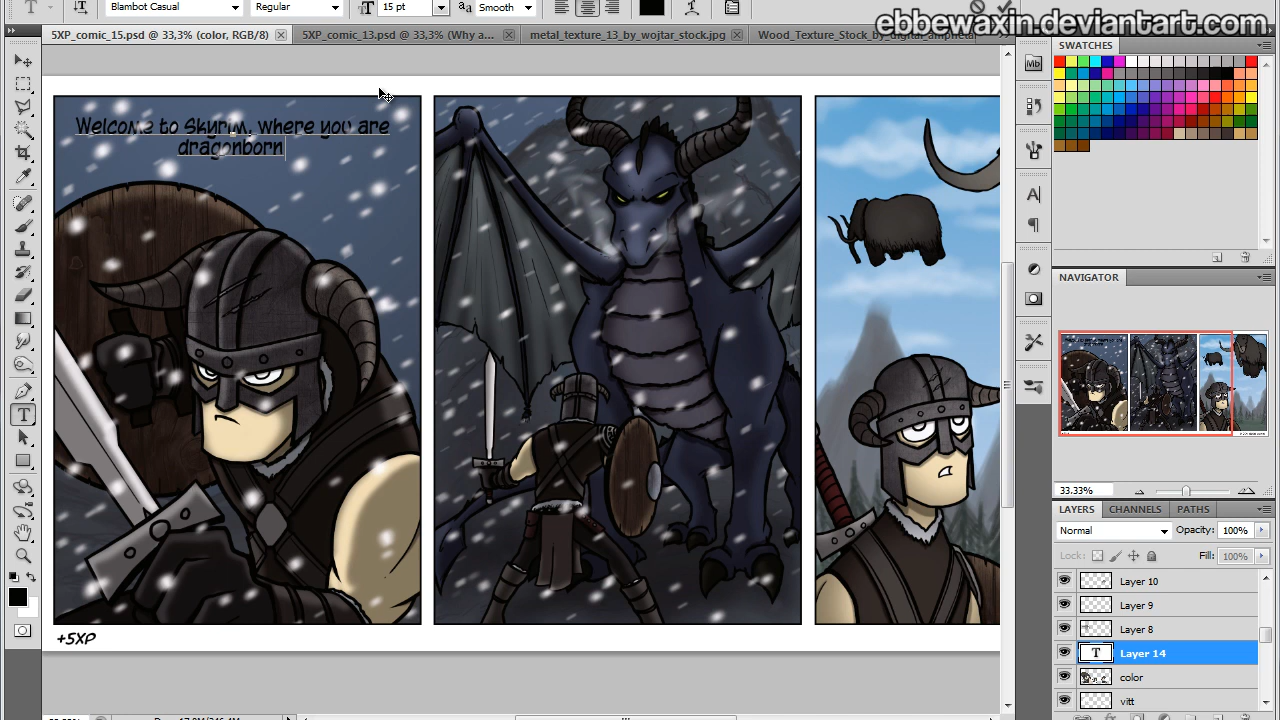 Blambot Casual Regular 15 pt Smooth
ebbewaxin.deviantart.com
5XP_comic_15.psd @ 33,3% (color, RGB/8) 5XP_comic_13.psd @ 33,3% (Why a... metal_texture_13_by_wojtar_stock.jpg Wood_Texture_Stock_by_digital_ampheta
Welcome to Skyrim, where you are
dragonborn
+5XP
SWATCHES
NAVIGATOR
33.33%
LAYERS CHANNELS PATHS
Normal Opacity: 100%
Lock: Fill: 100%
Layer 10
Layer 9
Layer 8
T Layer 14
color
vitt